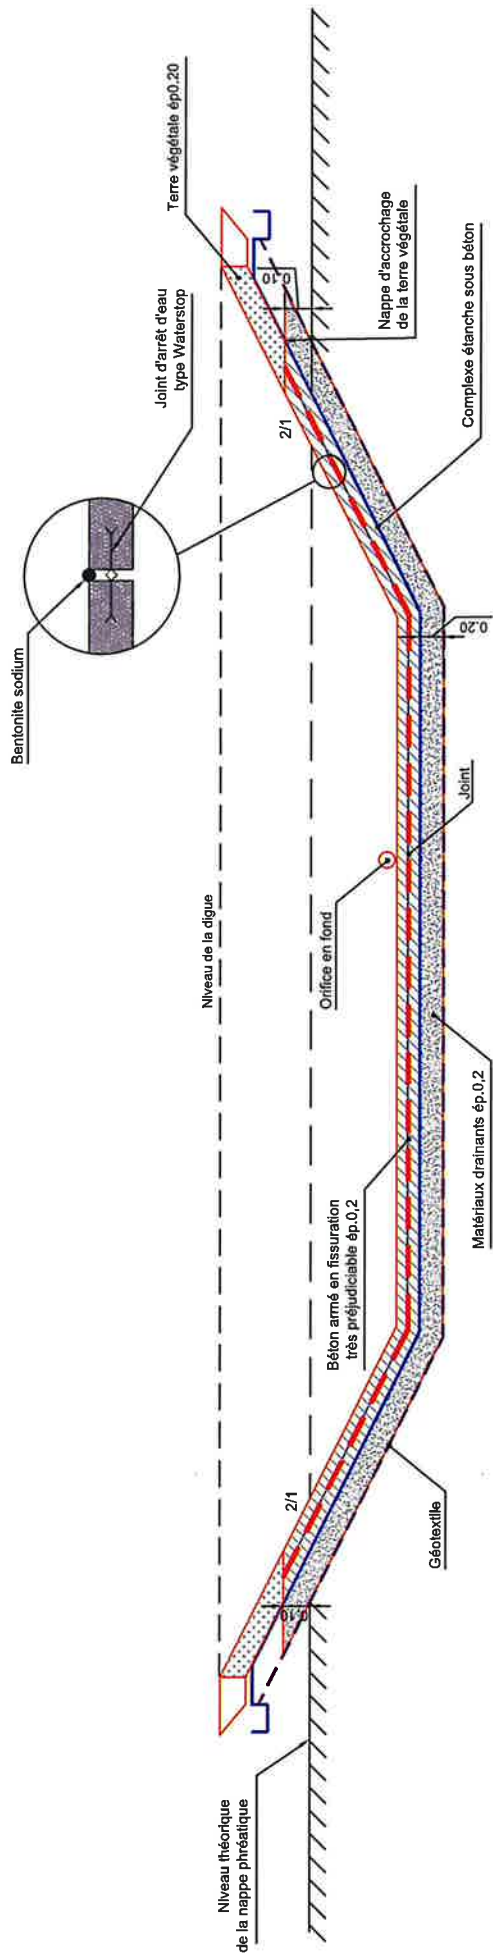 Bentonite sodium
Joint d'arrêt d'eau
type Waterstop
Terre végétale ép0.20
Niveau de la digue
0.10
Nappe d'accrochage
de la terre végétale
Complexe étanche sous béton
2/1
0.20
Joint
Orifice en fond
Matériaux drainants ép.0,2
Béton armé en fissuration
très préjudiciable ép.0,2
2/1
Géotextile
0.10
Niveau théorique
de la nappe phréatique